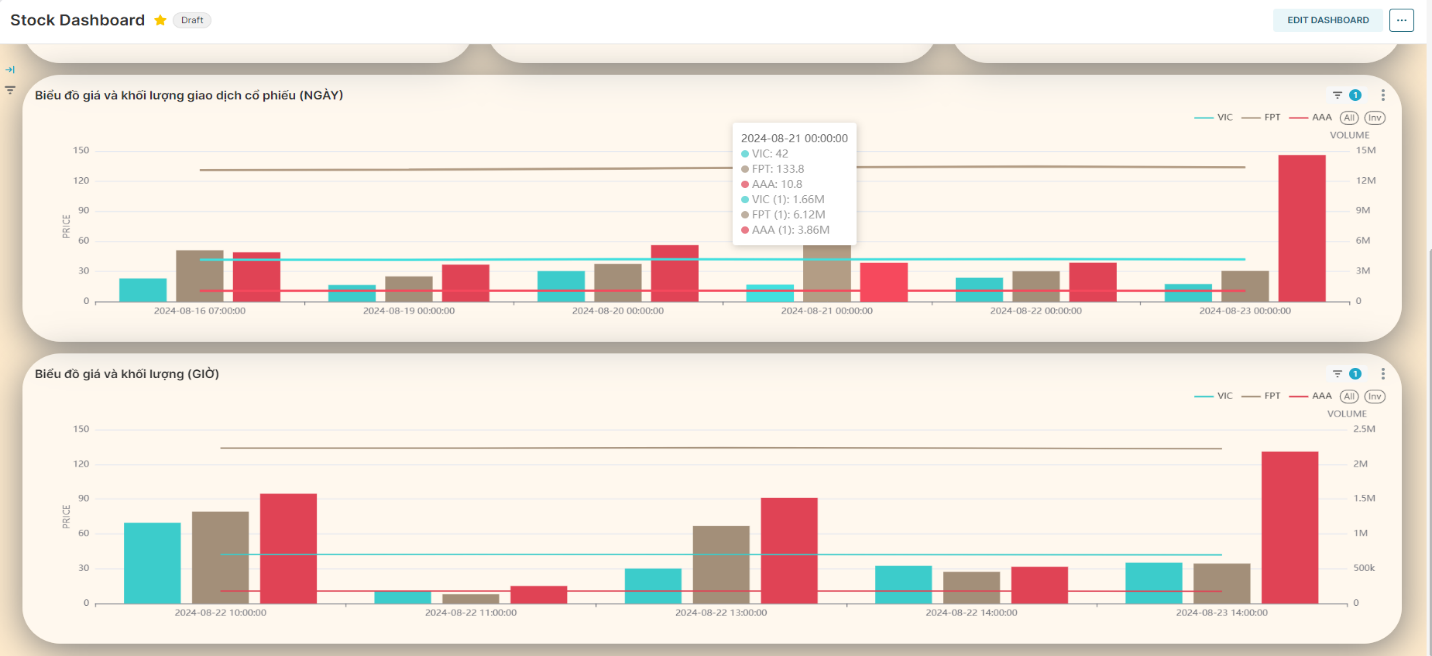 Stock Dashboard Draft
EDIT DASHBOARD ...
Biểu đồ giá và khối lượng giao dịch cổ phiếu (NGÀY)
1
VIC FPT AAA All Inv
VOLUME
2024-08-21 00:00:00
VIC: 42
FPT: 133.8
AAA: 10.8
VIC (1): 1.66M
FPT (1): 6.12M
AAA (1): 3.86M
150 15M
120 12M
90 9M
PRICE
60 6M
30 3M
0 0
2024-08-16 07:00:00 2024-08-19 00:00:00 2024-08-20 00:00:00 2024-08-21 00:00:00 2024-08-22 00:00:00 2024-08-23 00:00:00
Biểu đồ giá và khối lượng (GIỜ)
1
VIC FPT AAA All Inv
VOLUME
150 2.5M
120 2M
90 1.5M
PRICE
60 1M
30 500k
0 0
2024-08-22 10:00:00 2024-08-22 11:00:00 2024-08-22 13:00:00 2024-08-22 14:00:00 2024-08-23 14:00:00